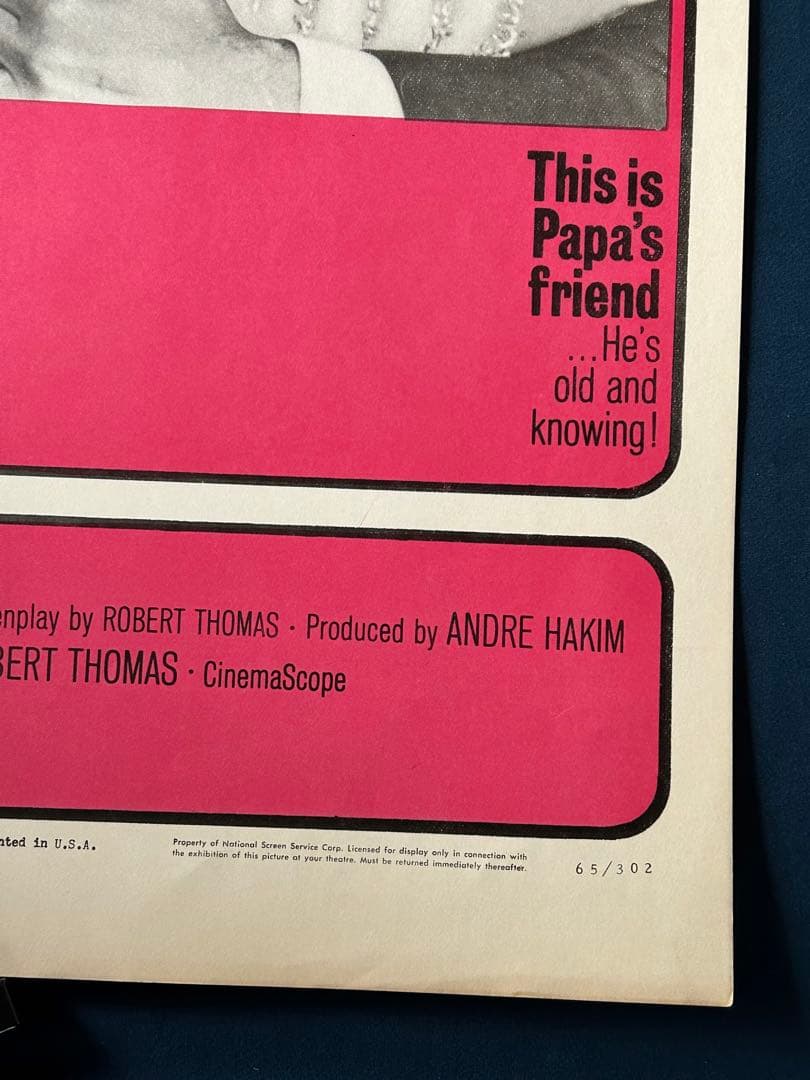 This is
Papa's
friend
...He's
old and
knowing!
enplay by ROBERT THOMAS · Produced by ANDRE HAKIM
BERT THOMAS · CinemaScope
nted in U.S.A.
Property of National Screen Service Corp. Licensed for display only in connection with
the exhibition of this picture at your theatre. Must be returned immediately thereafter.
65/302